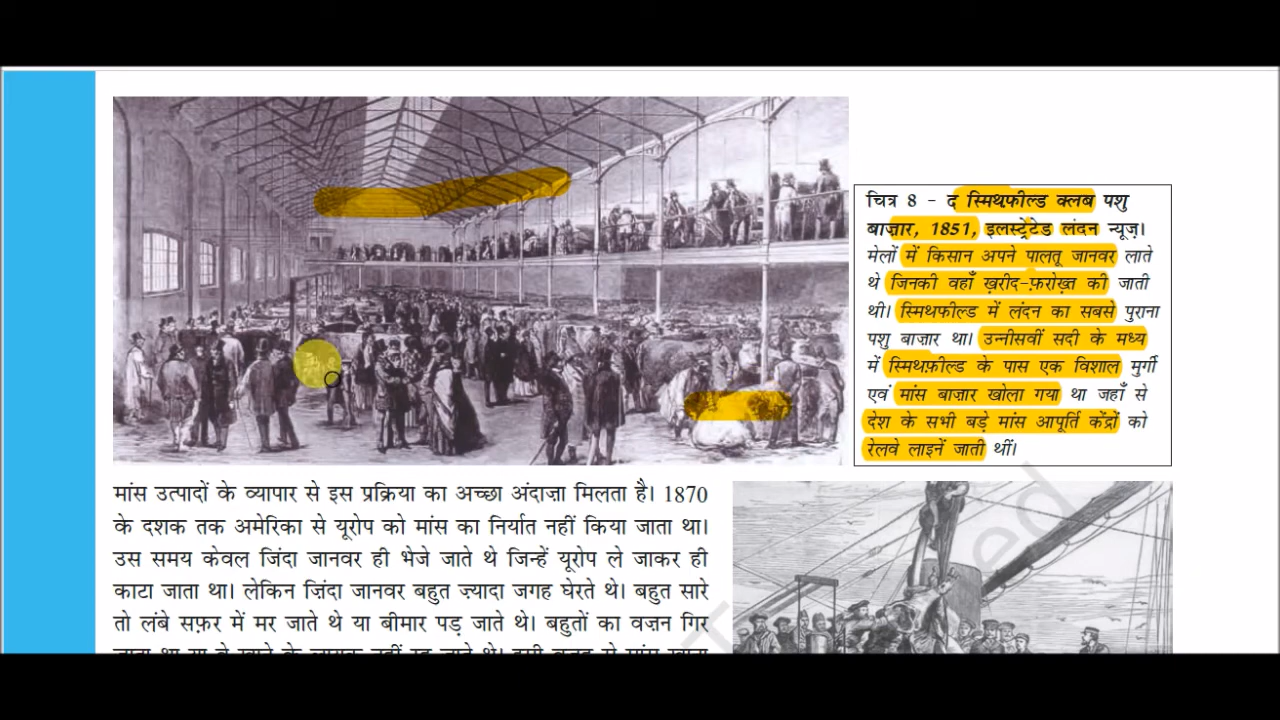 चित्र 8 - द स्मिथफ़ील्ड क्लब पशु
बाज़ार, 1851, इलस्ट्रेटेड लंदन न्यूज़।
मेलों में किसान अपने पालतू जानवर लाते
थे जिनकी वहाँ ख़रीद-फ़रोख़्त की जाती
थी। स्मिथफील्ड में लंदन का सबसे पुराना
पशु बाज़ार था। उन्नीसवीं सदी के मध्य
में स्मिथफ़ील्ड के पास एक विशाल मुर्गी
एवं मांस बाज़ार खोला गया था जहाँ से
देश के सभी बड़े मांस आपूर्ति केंद्रों को
रेलवे लाइनें जाती थीं।
मांस उत्पादों के व्यापार से इस प्रक्रिया का अच्छा अंदाज़ा मिलता है। 1870
के दशक तक अमेरिका से यूरोप को मांस का निर्यात नहीं किया जाता था।
उस समय केवल जिंदा जानवर ही भेजे जाते थे जिन्हें यूरोप ले जाकर ही
काटा जाता था। लेकिन ज़िंदा जानवर बहुत ज़्यादा जगह घेरते थे। बहुत सारे
तो लंबे सफ़र में मर जाते थे या बीमार पड़ जाते थे। बहुतों का वज़न गिर